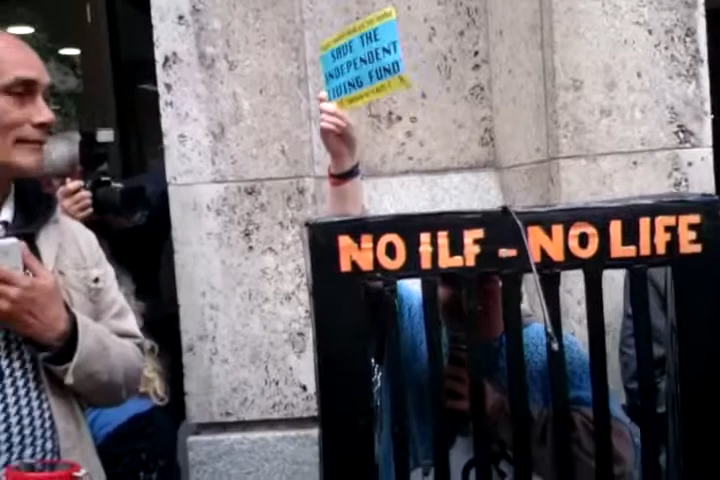 SAVE THE
INDEPENDENT
LIVING FUND
NO ILF - NO LIFE